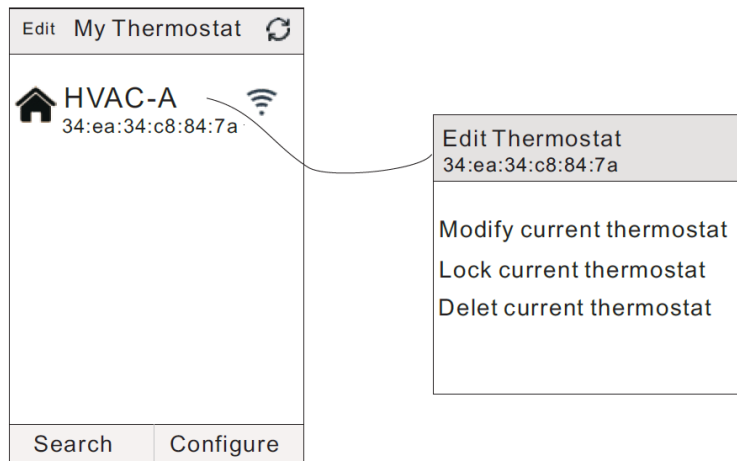 Edit My Thermostat
HVAC-A
34:ea:34:c8:84:7a
Search Configure
Edit Thermostat
34:ea:34:c8:84:7a
Modify current thermostat
Lock current thermostat
Delet current thermostat